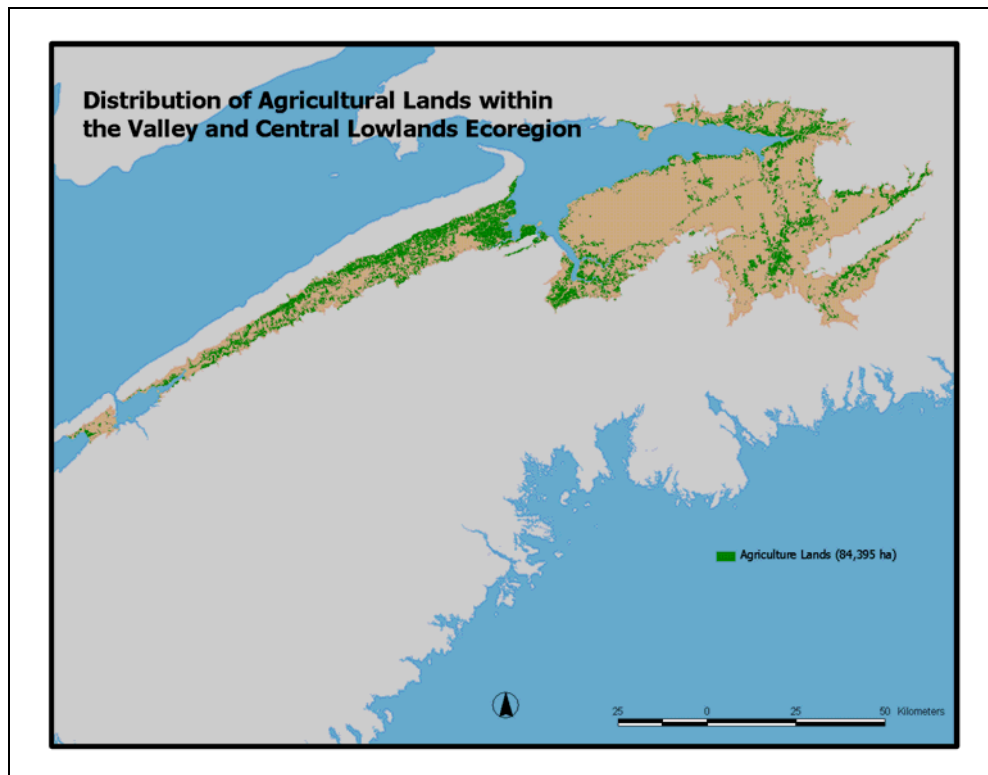 Distribution of Agricultural Lands within
the Valley and Central Lowlands Ecoregion
Agriculture Lands (84,395 ha)
25 0 25 50 Kilometers